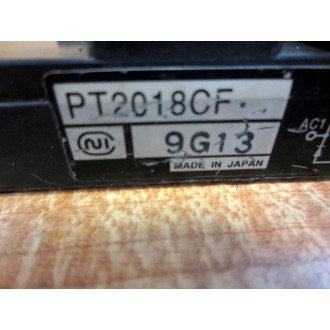 PT2018CF
9G13
MADE IN JAPAN
AC1